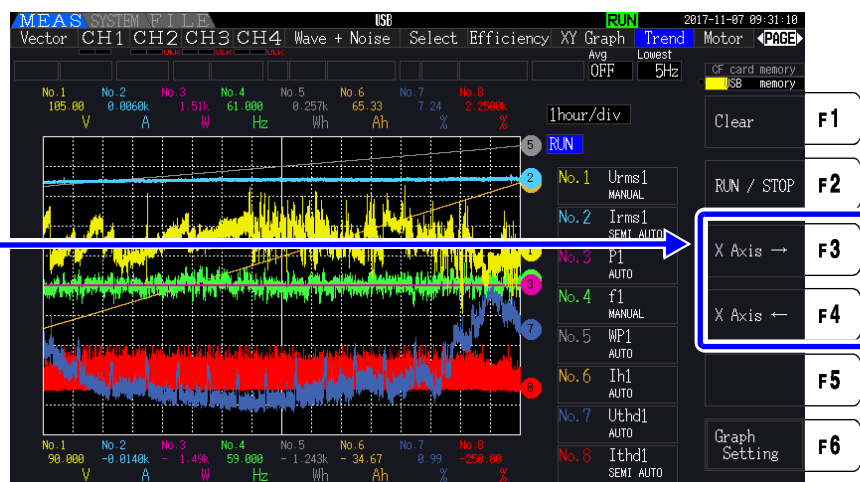 MEAS SYSTEM FILE USB RUN 2017-11-07 09:31:10
Vector CH1 CH2 CH3 CH4 Wave + Noise Select Efficiency XY Graph Trend Motor PAGE
Avg Lowest
OFF 5Hz
CF card memory
USB memory
No.1 No.2 No.3 No.4 No.5 No.6 No.7 No.8
105.00 0.0060k 1.51k 61.000 0.257k 65.33 7.24 2.2500k
V A W Hz Wh Ah % %
1hour/div
RUN
5
2
1
3
7
8
No.1 Urms1
MANUAL
No.2 Irms1
SEMI AUTO
No.3 P1
AUTO
No.4 f1
MANUAL
No.5 WP1
AUTO
No.6 Ih1
AUTO
No.7 Uthd1
AUTO
No.8 Ithd1
SEMI AUTO
No.1 No.2 No.3 No.4 No.5 No.6 No.7 No.8
90.000 -0.0140k - 1.49k 59.000 - 1.243k - 34.67 0.99 -250.00
V A W Hz Wh Ah % %
Clear F1
RUN / STOP F2
X Axis → F3
X Axis ← F4
F5
Graph
Setting F6